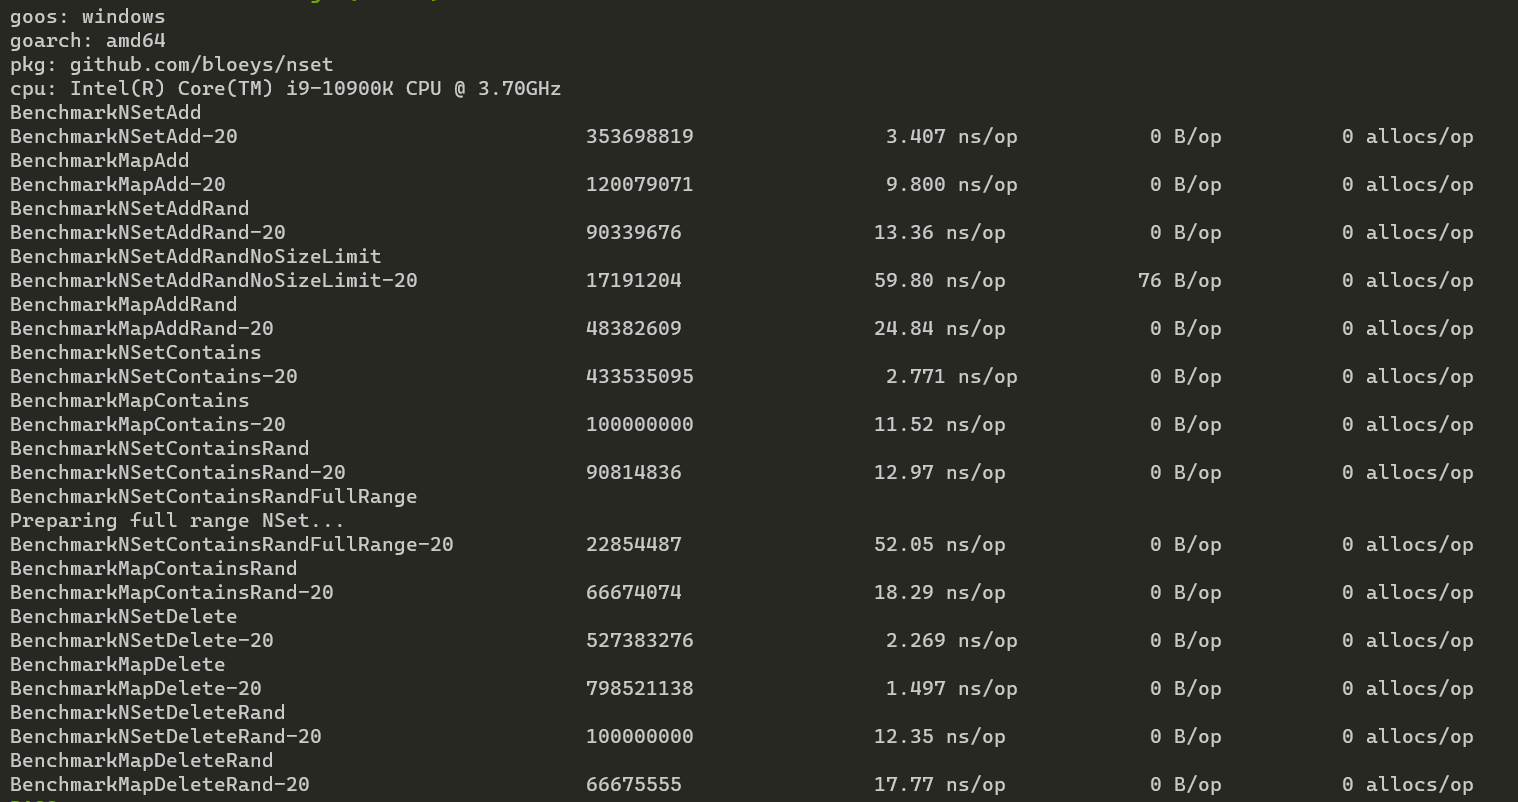 goos: windows
goarch: amd64
pkg: github.com/bloeys/nset
cpu: Intel(R) Core(TM) i9-10900K CPU @ 3.70GHz
BenchmarkNSetAdd
BenchmarkNSetAdd-20 353698819 3.407 ns/op 0 B/op 0 allocs/op
BenchmarkMapAdd
BenchmarkMapAdd-20 120079071 9.800 ns/op 0 B/op 0 allocs/op
BenchmarkNSetAddRand
BenchmarkNSetAddRand-20 90339676 13.36 ns/op 0 B/op 0 allocs/op
BenchmarkNSetAddRandNoSizeLimit
BenchmarkNSetAddRandNoSizeLimit-20 17191204 59.80 ns/op 76 B/op 0 allocs/op
BenchmarkMapAddRand
BenchmarkMapAddRand-20 48382609 24.84 ns/op 0 B/op 0 allocs/op
BenchmarkNSetContains
BenchmarkNSetContains-20 433535095 2.771 ns/op 0 B/op 0 allocs/op
BenchmarkMapContains
BenchmarkMapContains-20 100000000 11.52 ns/op 0 B/op 0 allocs/op
BenchmarkNSetContainsRand
BenchmarkNSetContainsRand-20 90814836 12.97 ns/op 0 B/op 0 allocs/op
BenchmarkNSetContainsRandFullRange
Preparing full range NSet...
BenchmarkNSetContainsRandFullRange-20 22854487 52.05 ns/op 0 B/op 0 allocs/op
BenchmarkMapContainsRand
BenchmarkMapContainsRand-20 66674074 18.29 ns/op 0 B/op 0 allocs/op
BenchmarkNSetDelete
BenchmarkNSetDelete-20 527383276 2.269 ns/op 0 B/op 0 allocs/op
BenchmarkMapDelete
BenchmarkMapDelete-20 798521138 1.497 ns/op 0 B/op 0 allocs/op
BenchmarkNSetDeleteRand
BenchmarkNSetDeleteRand-20 100000000 12.35 ns/op 0 B/op 0 allocs/op
BenchmarkMapDeleteRand
BenchmarkMapDeleteRand-20 66675555 17.77 ns/op 0 B/op 0 allocs/op